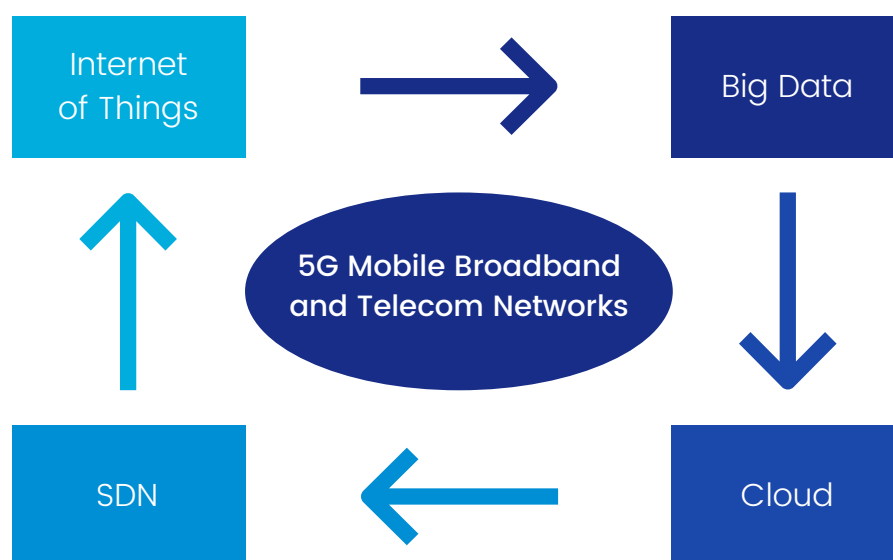 Internet
of Things
Big Data
5G Mobile Broadband
and Telecom Networks
SDN
Cloud